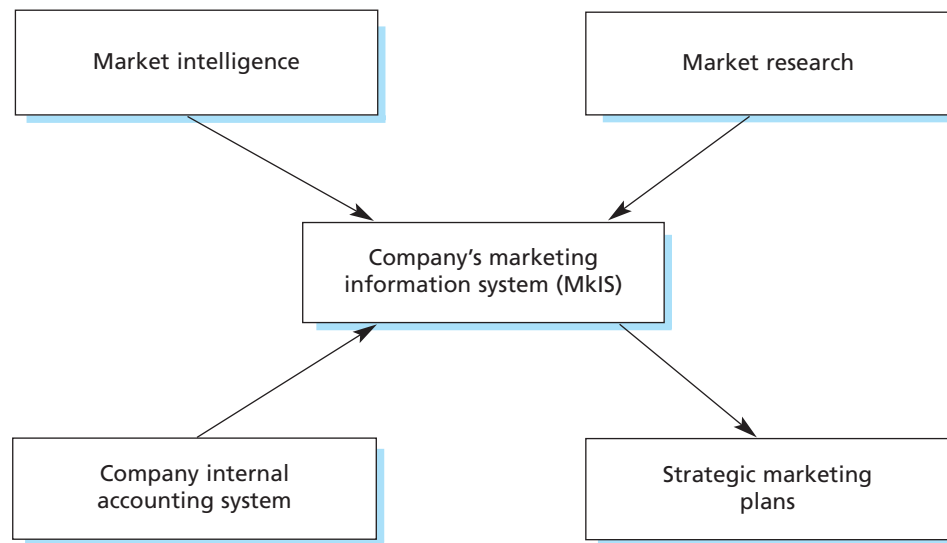 Market intelligence
Market research
Company’s marketing
information system (MkIS)
Company internal
accounting system
Strategic marketing
plans